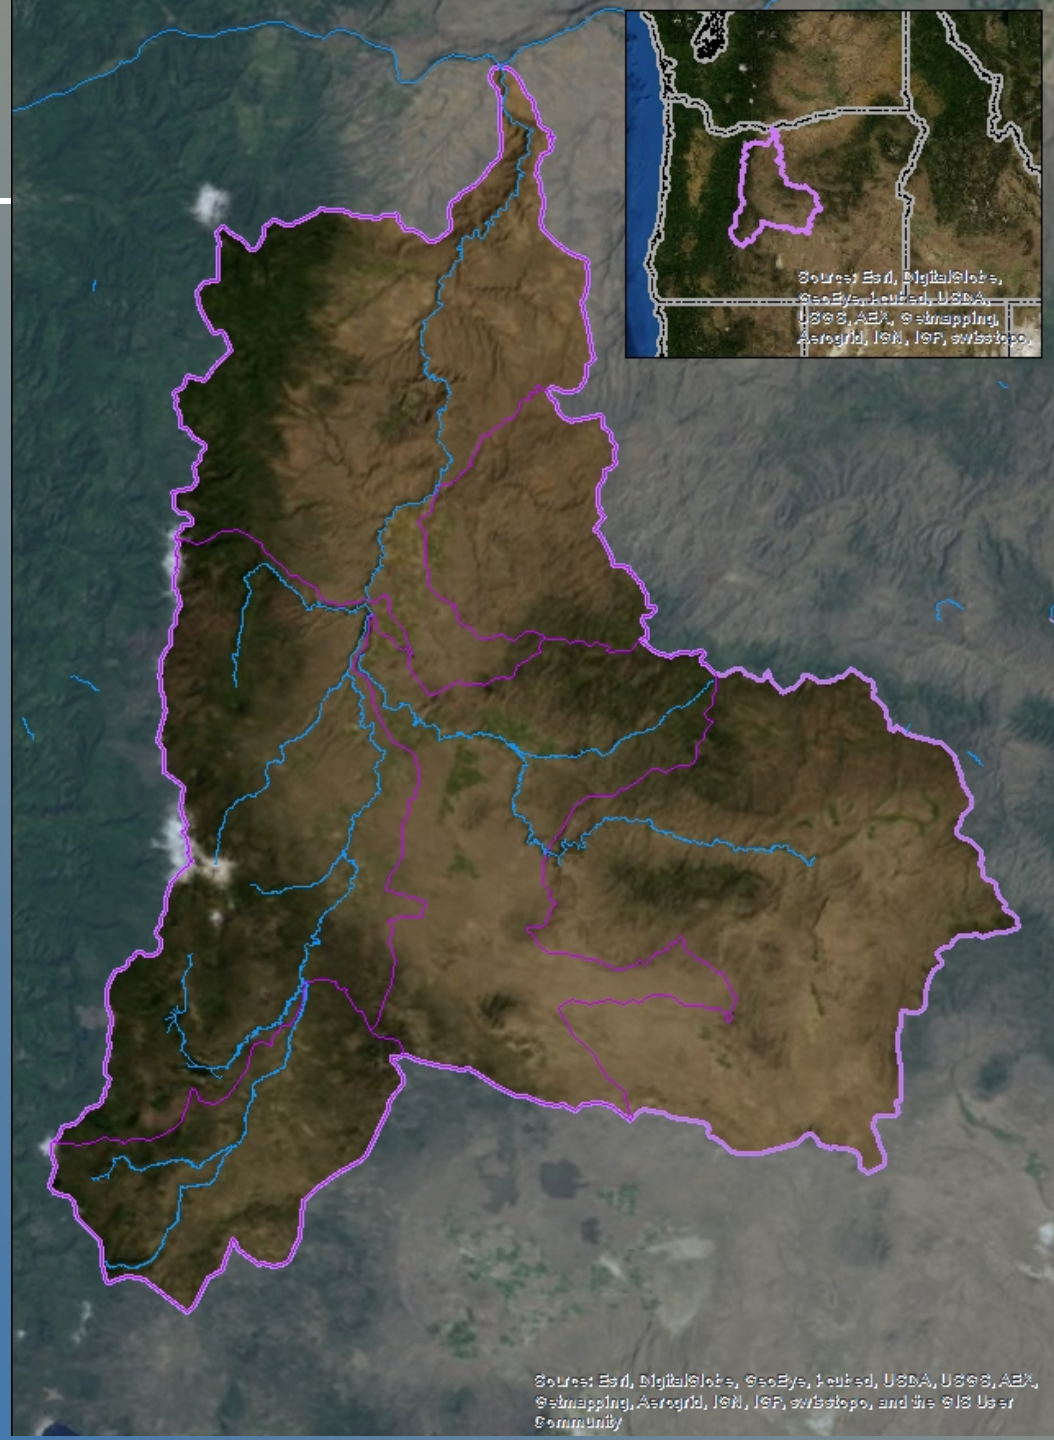 Source: Esri, DigitalGlobe,
GeoEye, i-cubed, USDA,
USGS, AEX, Getmapping,
Aerogrid, IGN, IGP, swisstopo,
Source: Esri, DigitalGlobe, GeoEye, i-cubed, USDA, USGS, AEX,
Getmapping, Aerogrid, IGN, IGP, swisstopo, and the GIS User
Community